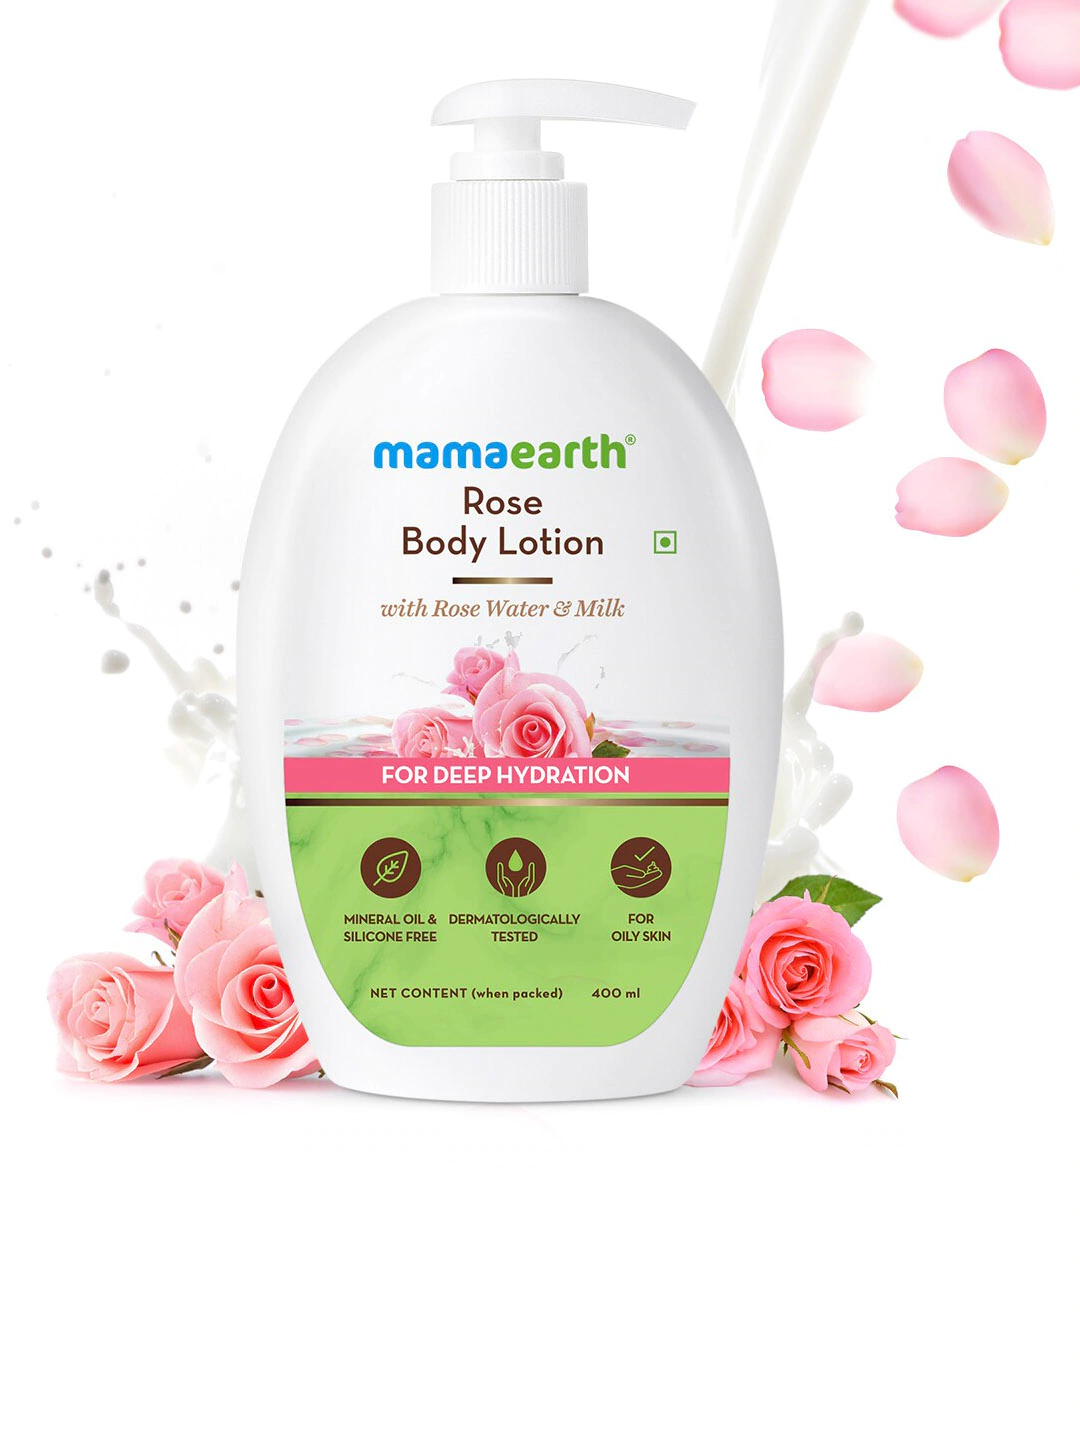 mamaearth®
Rose
Body Lotion
with Rose Water & Milk
FOR DEEP HYDRATION
MINERAL OIL &
SILICONE FREE
DERMATOLOGICALLY
TESTED
FOR
OILY SKIN
NET CONTENT (when packed) 400 ml